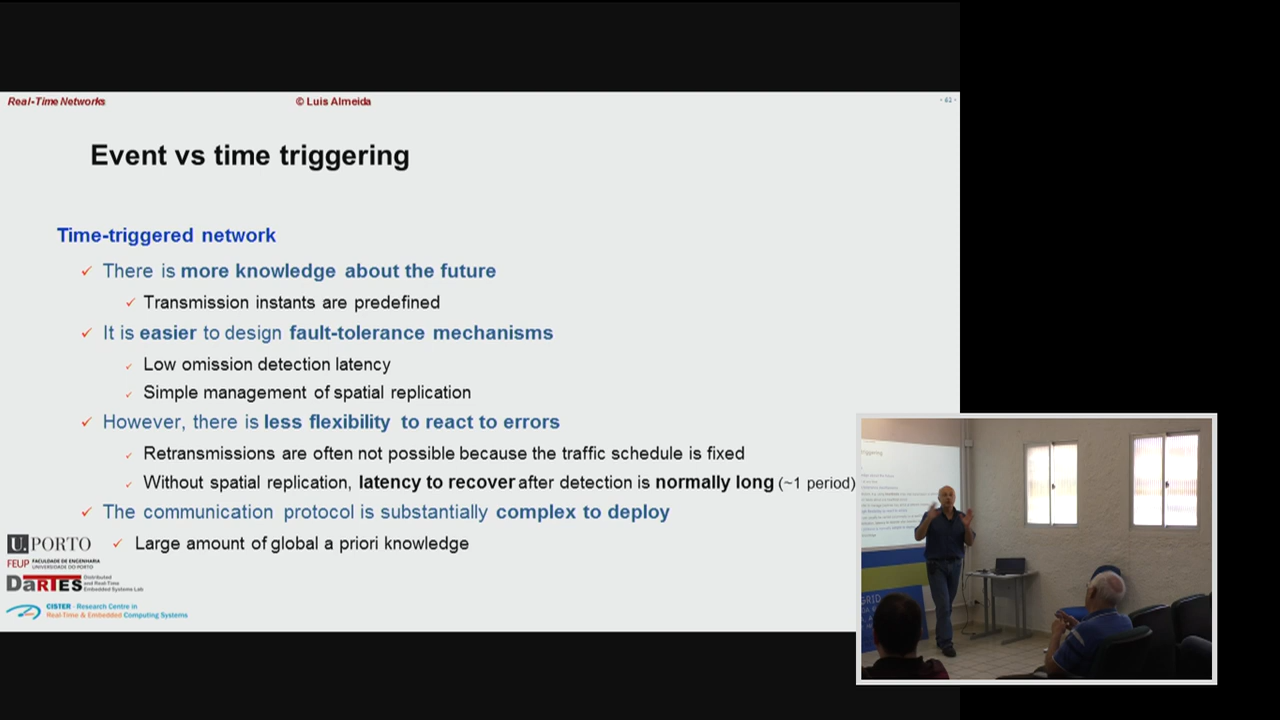 Real-Time Networks
© Luis Almeida
- 62 -
Event vs time triggering
Time-triggered network
There is more knowledge about the future
Transmission instants are predefined
It is easier to design fault-tolerance mechanisms
Low omission detection latency
Simple management of spatial replication
However, there is less flexibility to react to errors
Retransmissions are often not possible because the traffic schedule is fixed
Without spatial replication, latency to recover after detection is normally long (~1 period)
The communication protocol is substantially complex to deploy
Large amount of global a priori knowledge
U. PORTO
FEUP FACULDADE DE ENGENHARIA
UNIVERSIDADE DO PORTO
DaRTES Distributed
and Real-Time
Embedded Systems Lab
CISTER - Research Centre in
Real-Time & Embedded Computing Systems